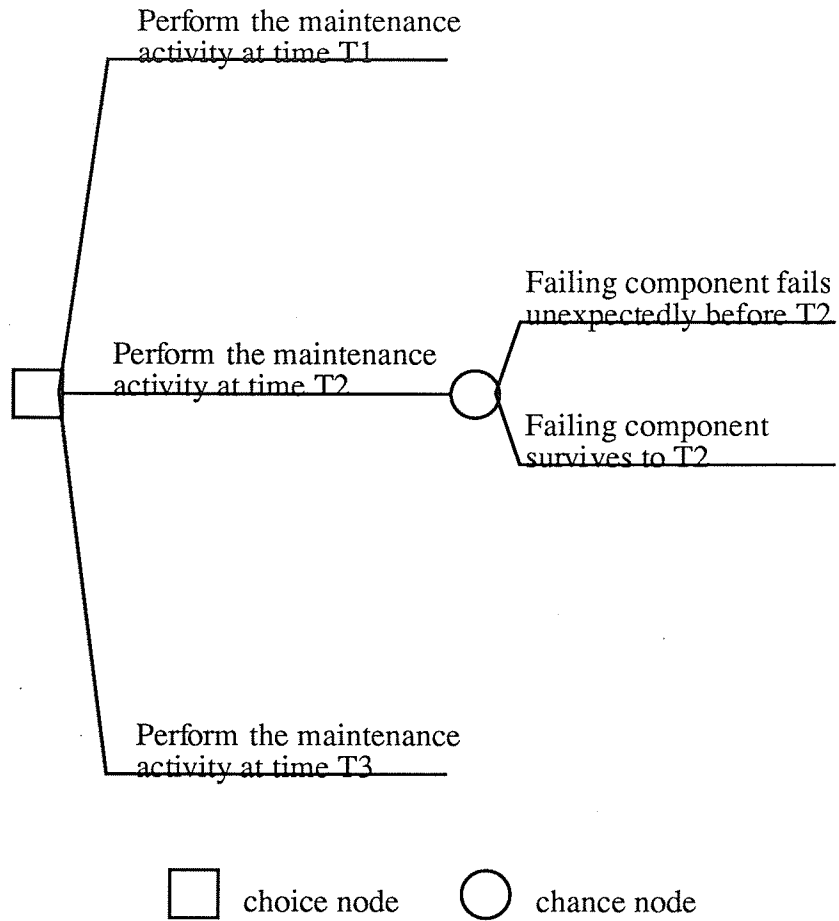 Perform the maintenance
activity at time T1
Failing component fails
unexpectedly before T2
Perform the maintenance
activity at time T2
Failing component
survives to T2
Perform the maintenance
activity at time T3
choice node
chance node